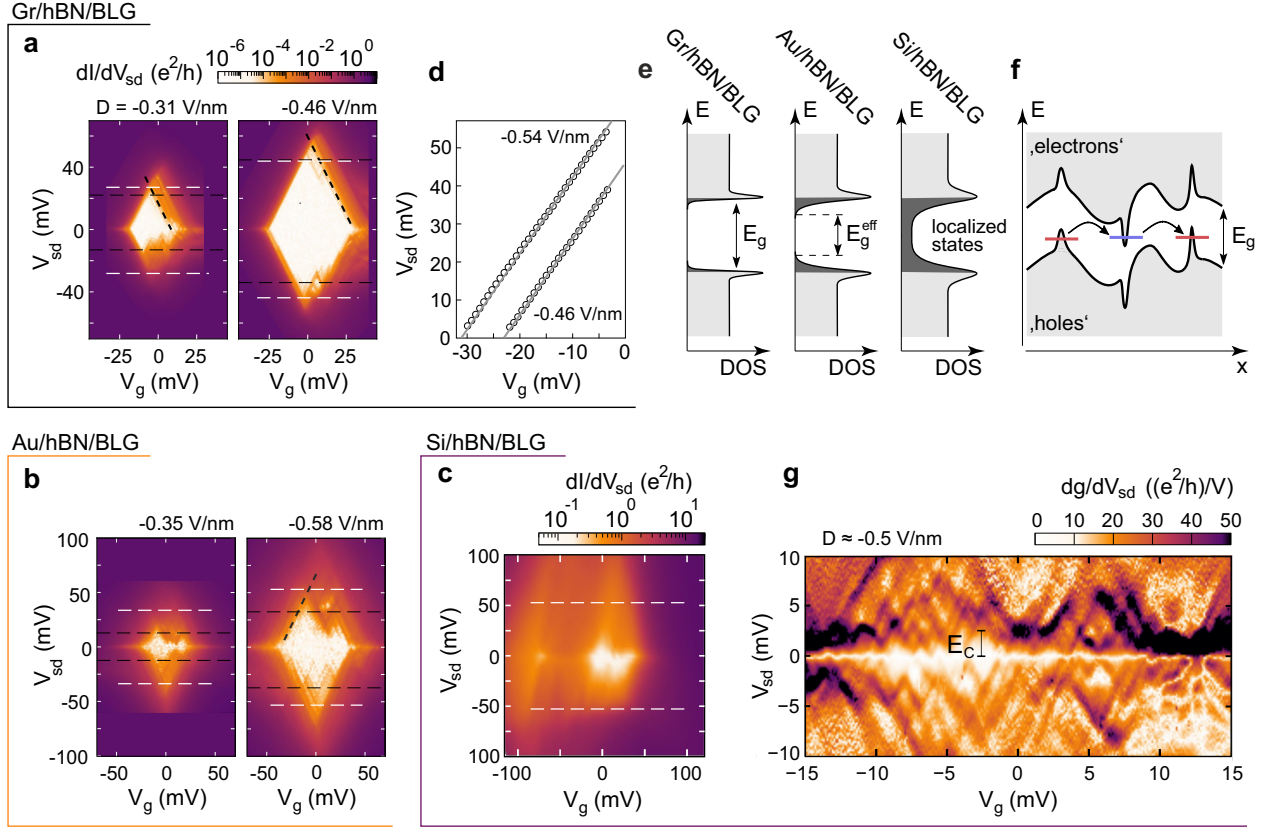 Gr/hBN/BLG
a
dI/dVsd (e²/h)
10⁻⁶ 10⁻⁴ 10⁻² 10⁰
D = -0.31 V/nm
-0.46 V/nm
Vsd (mV)
40
0
-40
-25 0 25
-25 0 25
Vg (mV)
Vg (mV)
d
-0.54 V/nm
-0.46 V/nm
Vsd (mV)
50
40
30
20
10
0
-30 -20 -10 0
Vg (mV)
e
Gr/hBN/BLG
Au/hBN/BLG
Si/hBN/BLG
E
E
E
Eg
Eg^eff
localized
states
DOS
DOS
DOS
f
E
‚electrons‘
Eg
‚holes‘
x
Au/hBN/BLG
b
-0.35 V/nm
-0.58 V/nm
Vsd (mV)
100
50
0
-50
-100
-50 0 50
-50 0 50
Vg (mV)
Vg (mV)
Si/hBN/BLG
c
dI/dVsd (e²/h)
10⁻¹ 10⁰ 10¹
Vsd (mV)
100
50
0
-50
100
-100 0 100
Vg (mV)
g
dg/dVsd ((e²/h)/V)
D ≈ -0.5 V/nm
0 10 20 30 40 50
Vsd (mV)
10
5
0
−5
−10
EC
−15 −10 −5 0 5 10 15
Vg (mV)